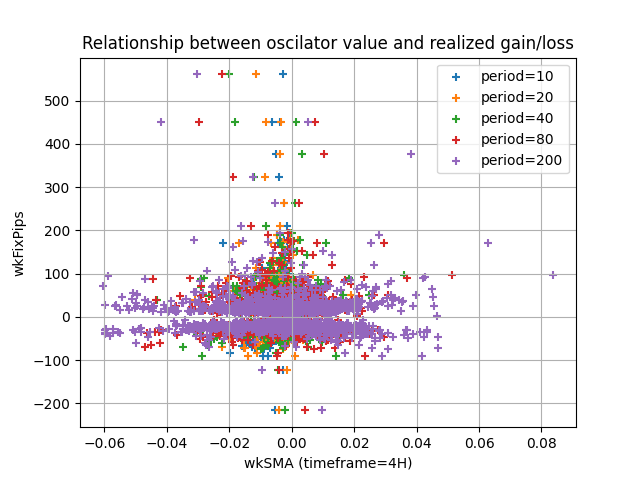 Relationship between oscilator value and realized gain/loss
period=10
period=20
period=40
period=80
period=200
wkFixPips
500
400
300
200
100
0
−100
−200
−0.06 −0.04 −0.02 0.00 0.02 0.04 0.06 0.08
wkSMA (timeframe=4H)